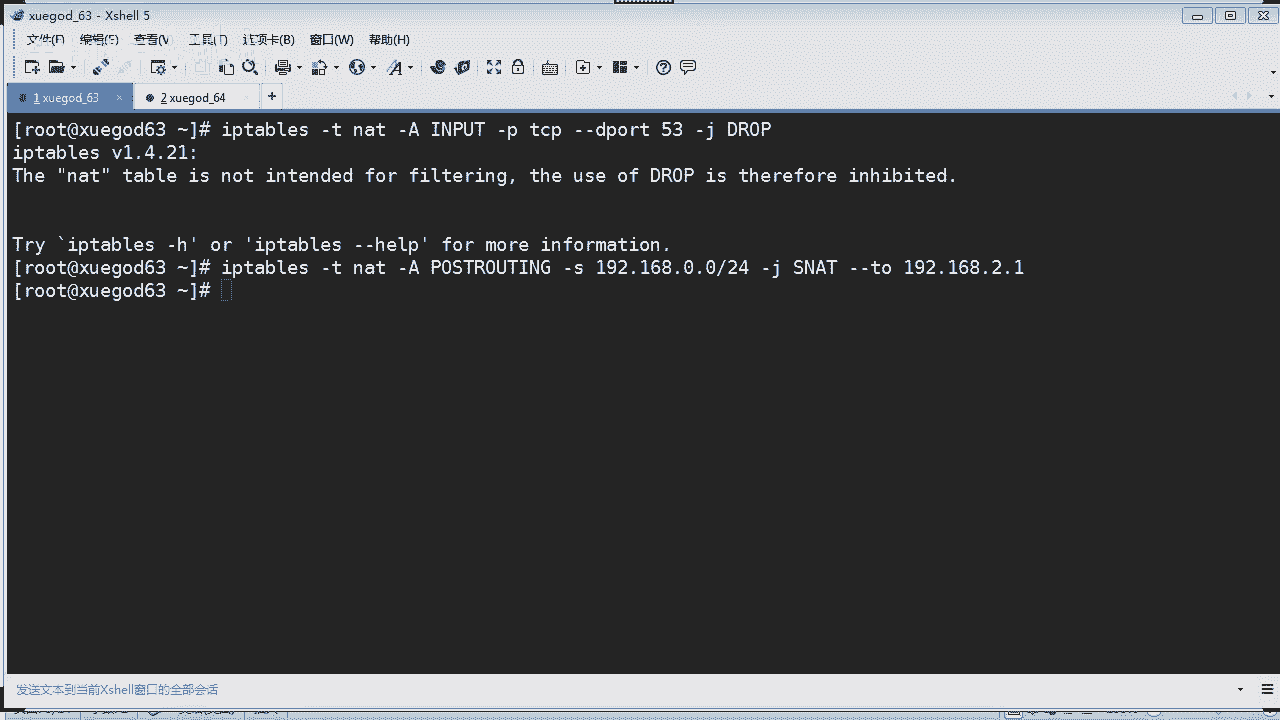 xuegod_63 - Xshell 5
文件(F) 编辑(E) 查看(V) 工具(T) 选项卡(B) 窗口(W) 帮助(H)
1 xuegod_63 × 2 xuegod_64 +
[root@xuegod63 ~]# iptables -t nat -A INPUT -p tcp --dport 53 -j DROP
iptables v1.4.21:
The "nat" table is not intended for filtering, the use of DROP is therefore inhibited.
Try `iptables -h' or 'iptables --help' for more information.
[root@xuegod63 ~]# iptables -t nat -A POSTROUTING -s 192.168.0.0/24 -j SNAT --to 192.168.2.1
[root@xuegod63 ~]#
发送文本到当前Xshell窗口的全部会话